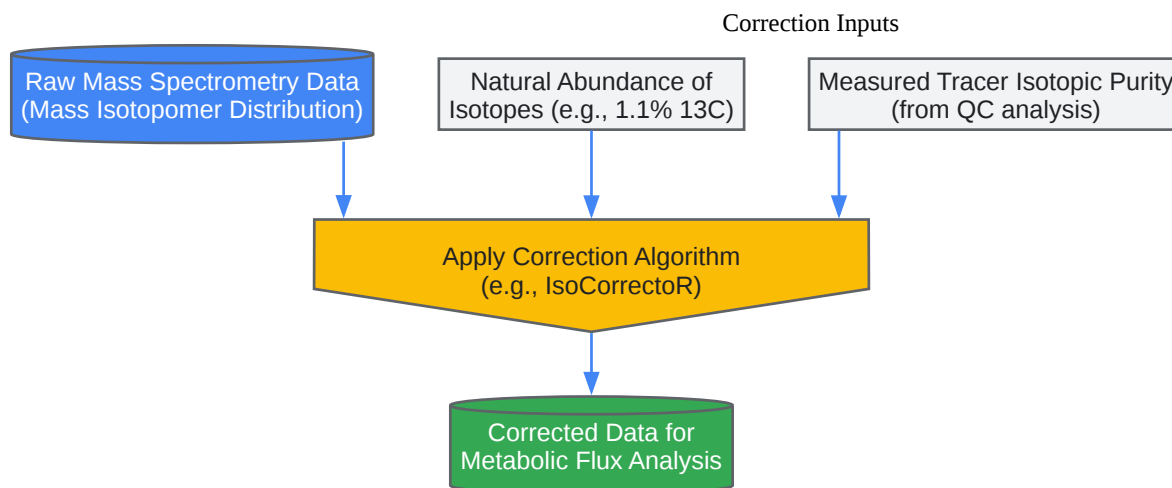 Correction Inputs
Raw Mass Spectrometry Data
(Mass Isotopomer Distribution)
Natural Abundance of
Isotopes (e.g., 1.1% 13C)
Measured Tracer Isotopic Purity
(from QC analysis)
Apply Correction Algorithm
(e.g., IsoCorrectoR)
Corrected Data for
Metabolic Flux Analysis